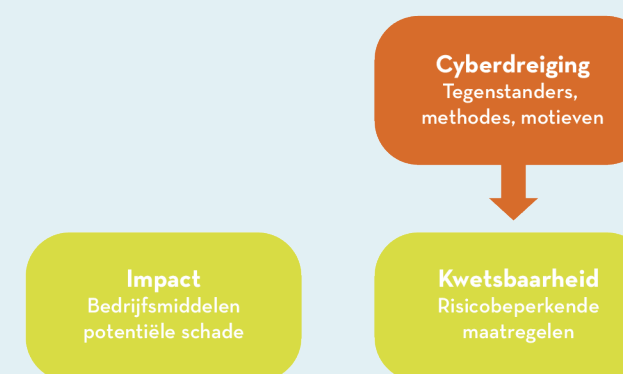 Cyberdreiging
Tegenstanders,
methodes, motieven
Impact
Bedrijfsmiddelen
potentiële schade
Kwetsbaarheid
Risicobeperkende
maatregelen